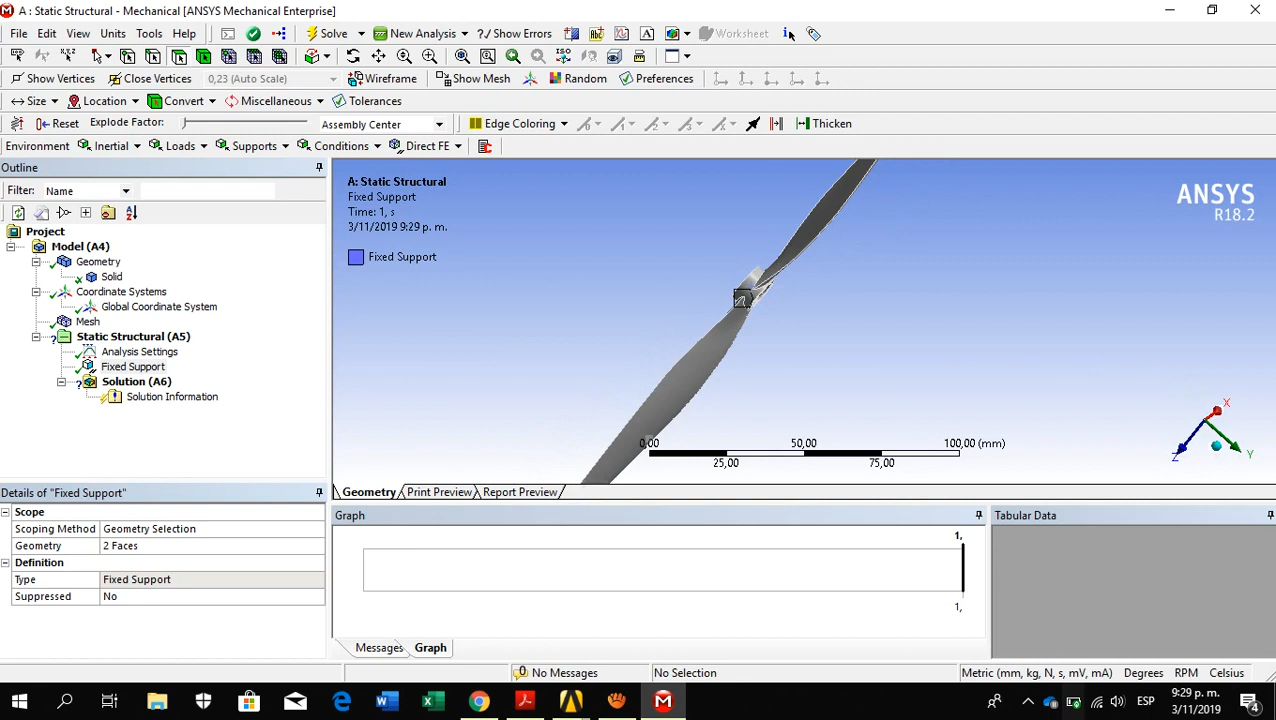 A : Static Structural - Mechanical [ANSYS Mechanical Enterprise]
File Edit View Units Tools Help Solve New Analysis ?/ Show Errors Worksheet
Show Vertices Close Vertices 0,23 (Auto Scale) Wireframe Show Mesh Random Preferences
Size Location Convert Miscellaneous Tolerances
Reset Explode Factor: Assembly Center Edge Coloring Thicken
Environment Inertial Loads Supports Conditions Direct FE
Outline
Filter: Name
Project
Model (A4)
Geometry
Solid
Coordinate Systems
Global Coordinate System
Mesh
Static Structural (A5)
Analysis Settings
Fixed Support
Solution (A6)
Solution Information
Details of "Fixed Support"
Scope
Scoping Method Geometry Selection
Geometry 2 Faces
Definition
Type Fixed Support
Suppressed No
A: Static Structural
Fixed Support
Time: 1, s
3/11/2019 9:29 p. m.
Fixed Support
ANSYS
R18.2
0,00 50,00 100,00 (mm)
25,00 75,00
X
Y
Z
Geometry Print Preview Report Preview
Graph
1,
1,
Messages Graph
Tabular Data
No Messages No Selection Metric (mm, kg, N, s, mV, mA) Degrees RPM Celsius
ESP 9:29 p. m.
3/11/2019
4